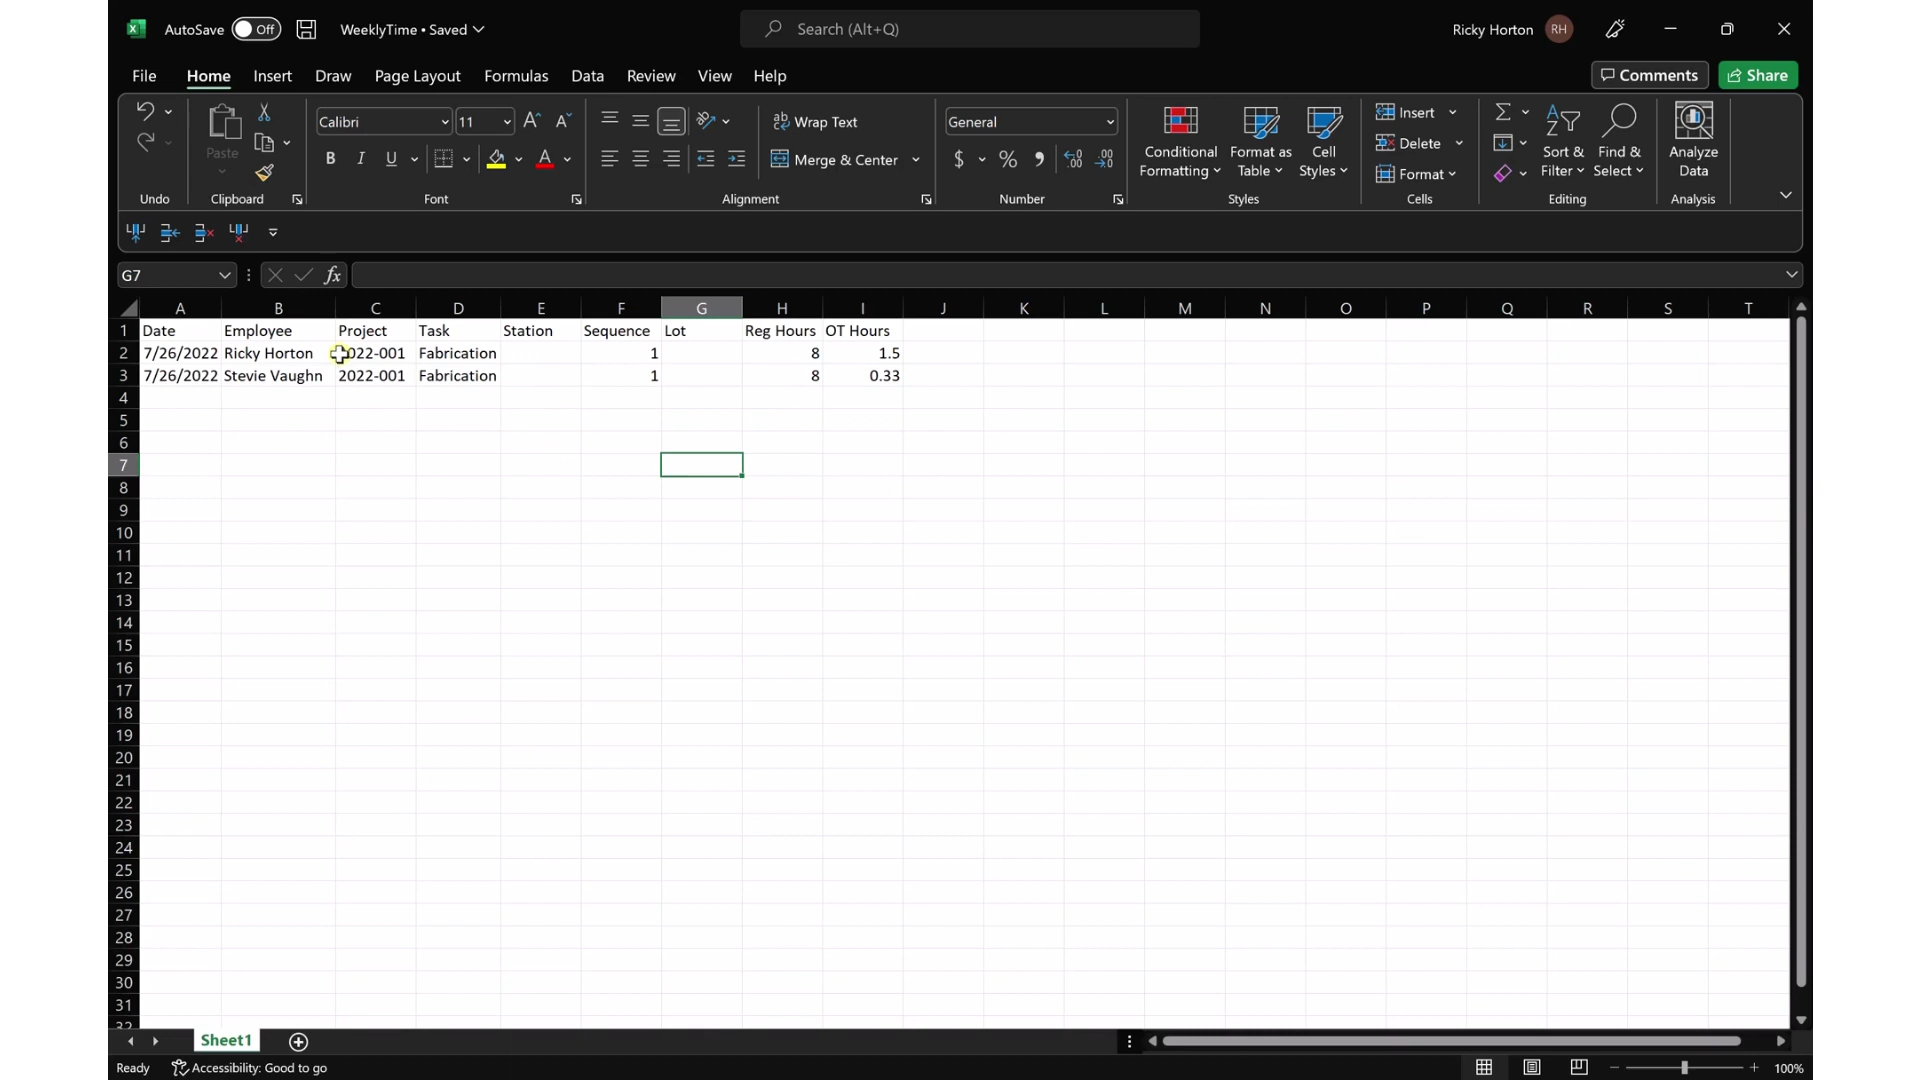 AutoSave Off WeeklyTime • Saved Search (Alt+Q) Ricky Horton RH
File Home Insert Draw Page Layout Formulas Data Review View Help Comments Share
Calibri 11 Wrap Text General Insert
Paste B I U A Merge & Center $ % Conditional Formatting Format as Table Cell Styles Delete Sort & Filter Find & Select Analyze Data
Format
Undo Clipboard Font Alignment Number Styles Cells Editing Analysis
G7 fx
A B C D E F G H I J K L M N O P Q R S T
1 Date Employee Project Task Station Sequence Lot Reg Hours OT Hours
2 7/26/2022 Ricky Horton 2022-001 Fabrication 1 8 1.5
3 7/26/2022 Stevie Vaughn 2022-001 Fabrication 1 8 0.33
4
5
6
7
8
9
10
11
12
13
14
15
16
17
18
19
20
21
22
23
24
25
26
27
28
29
30
31
32
Sheet1
Ready Accessibility: Good to go 100%